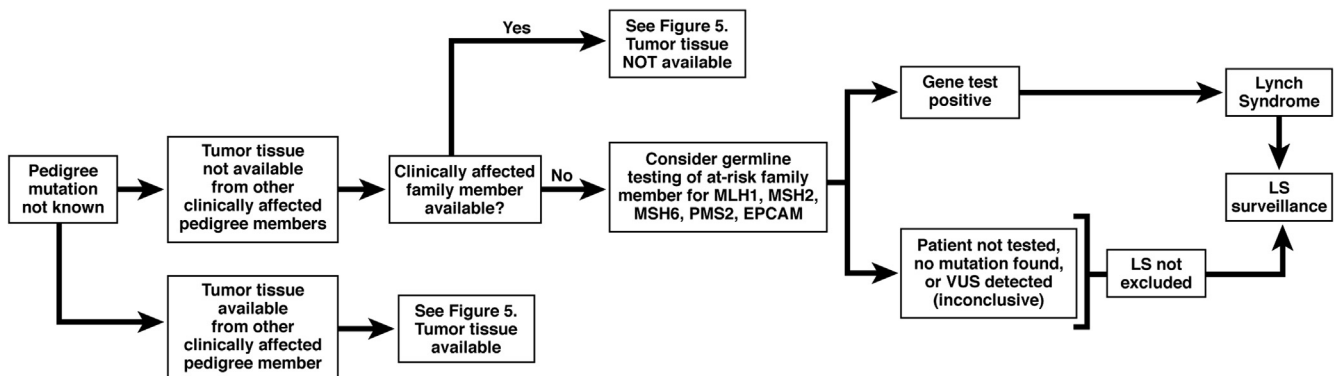 Pedigree
mutation
not known
Tumor tissue
not available
from other
clinically affected
pedigree members
Tumor tissue
available
from other
clinically affected
pedigree member
See Figure 5.
Tumor tissue
available
Clinically affected
family member
available?
Yes
See Figure 5.
Tumor tissue
NOT available
No
Consider germline
testing of at-risk family
member for MLH1, MSH2,
MSH6, PMS2, EPCAM
Gene test
positive
Lynch
Syndrome
LS
surveillance
Patient not tested,
no mutation found,
or VUS detected
(inconclusive)
LS not
excluded